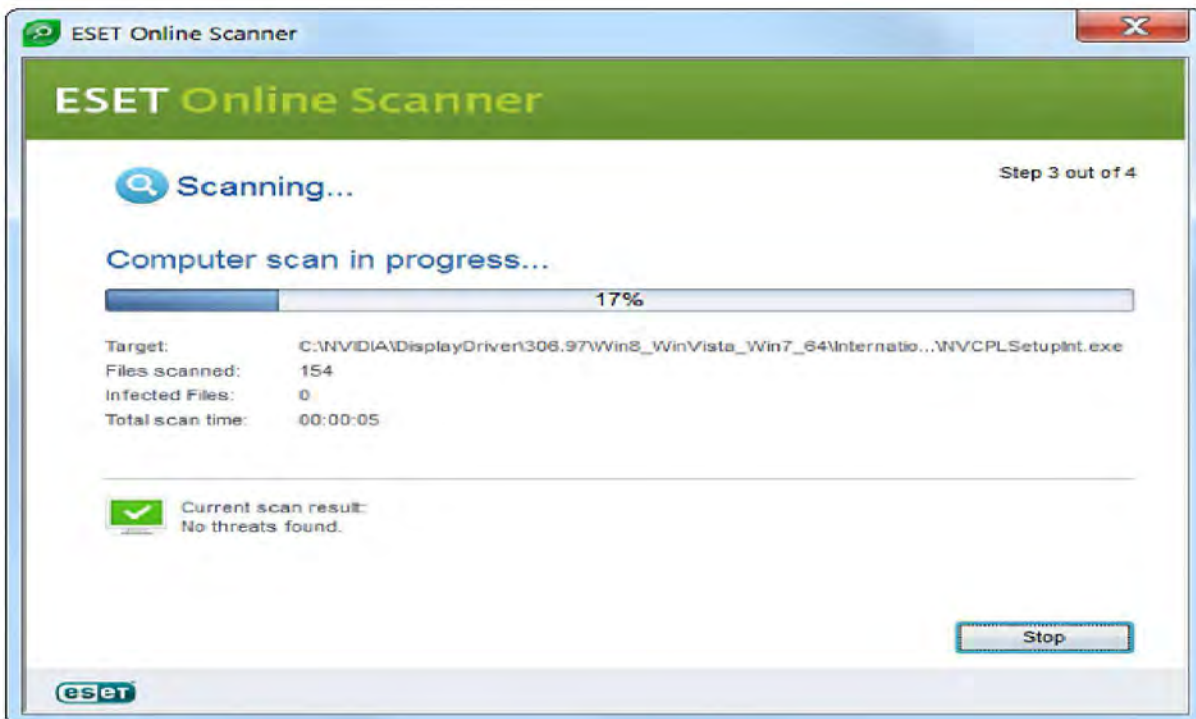 ESET Online Scanner
ESET Online Scanner
Scanning...
Step 3 out of 4
Computer scan in progress...
17%
Target: C:\NVIDIA\DisplayDriver\306.97\Win8_WinVista_Win7_64\Internatio...\NVCPLSetupInt.exe
Files scanned: 154
Infected Files: 0
Total scan time: 00:00:05
Current scan result:
No threats found.
Stop
eset